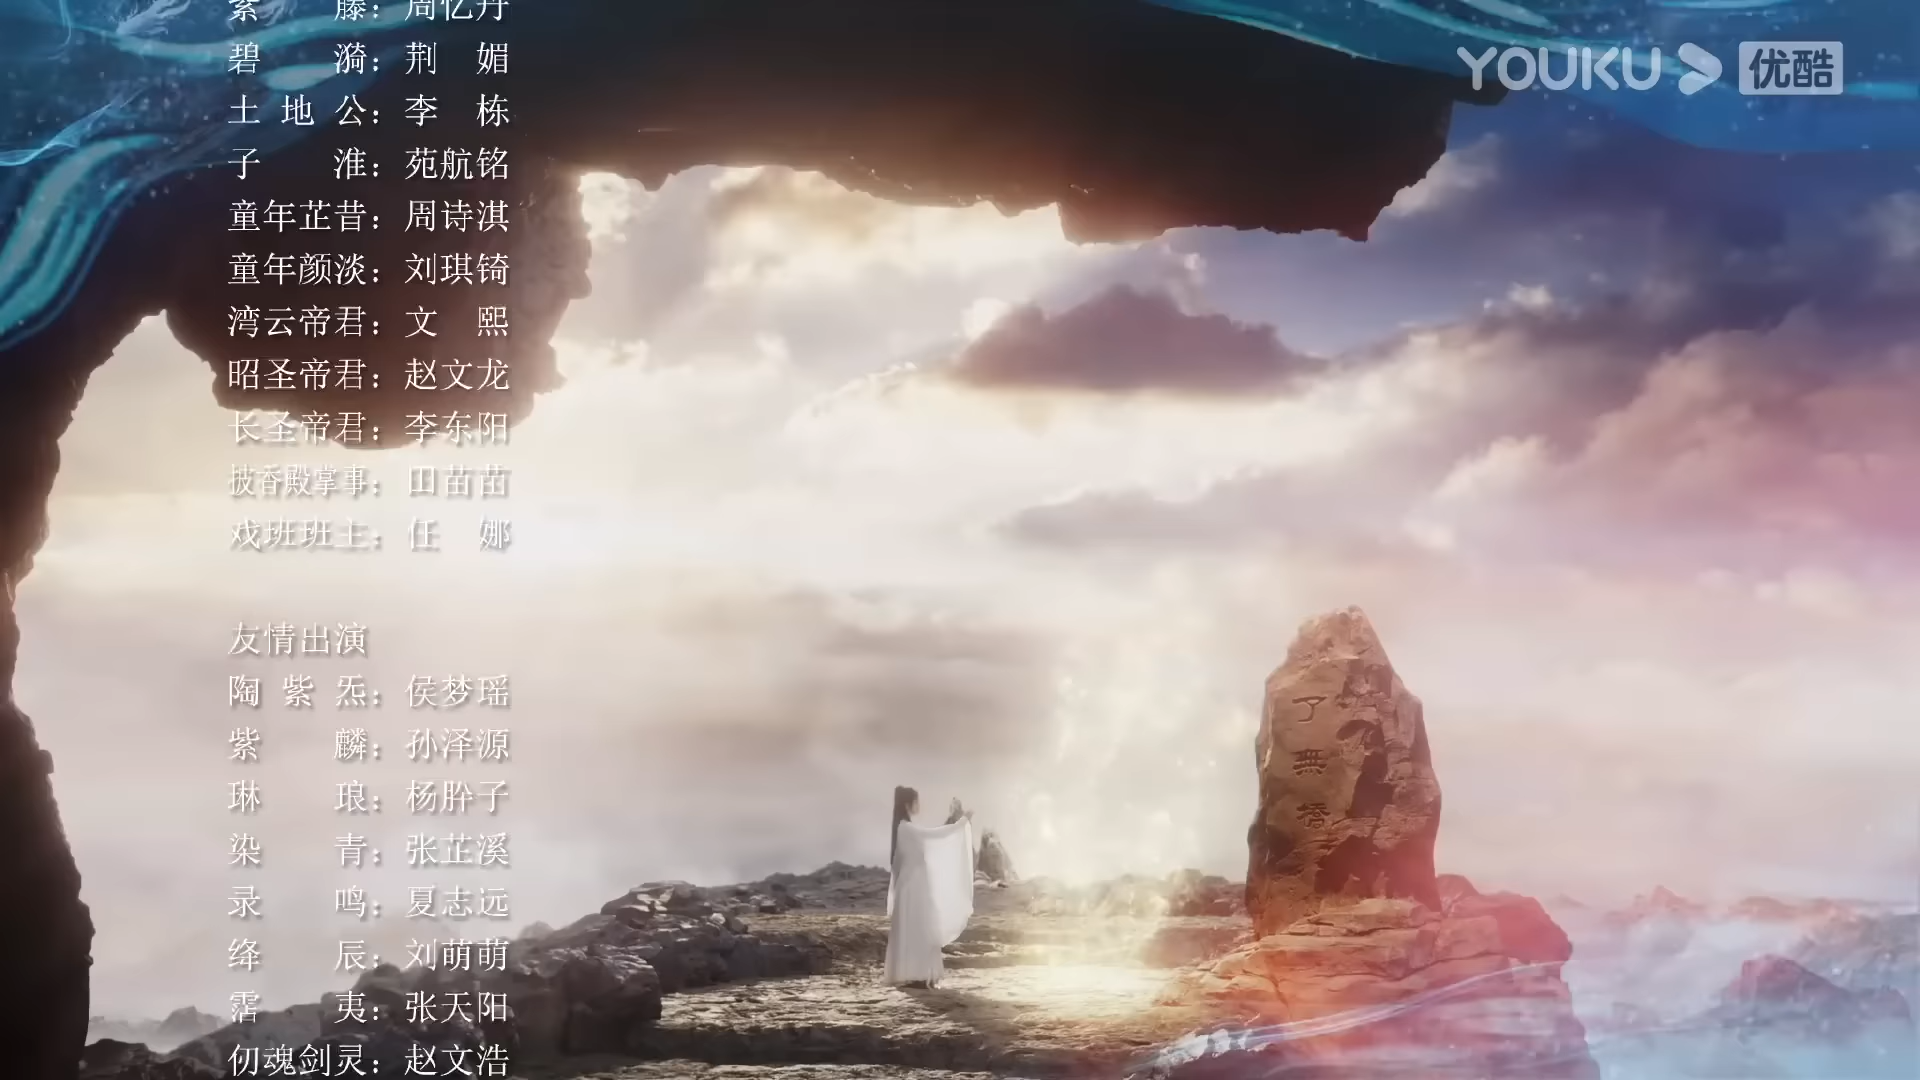 紫 藤：周忆丹
YOUKU 优酷
碧 漪：荆 媚
土 地 公：李 栋
子 淮：苑航铭
童年芷昔：周诗淇
童年颜淡：刘琪锜
湾云帝君：文 熙
昭圣帝君：赵文龙
长圣帝君：李东阳
披香殿掌事：田苗苗
戏班班主：任 娜
友情出演
陶 紫 炁：侯梦瑶
紫 麟：孙泽源
琳 琅：杨肸子
染 青：张芷溪
录 鸣：夏志远
绛 辰：刘萌萌
霑 夷：张天阳
仞魂剑灵：赵文浩
了無橋